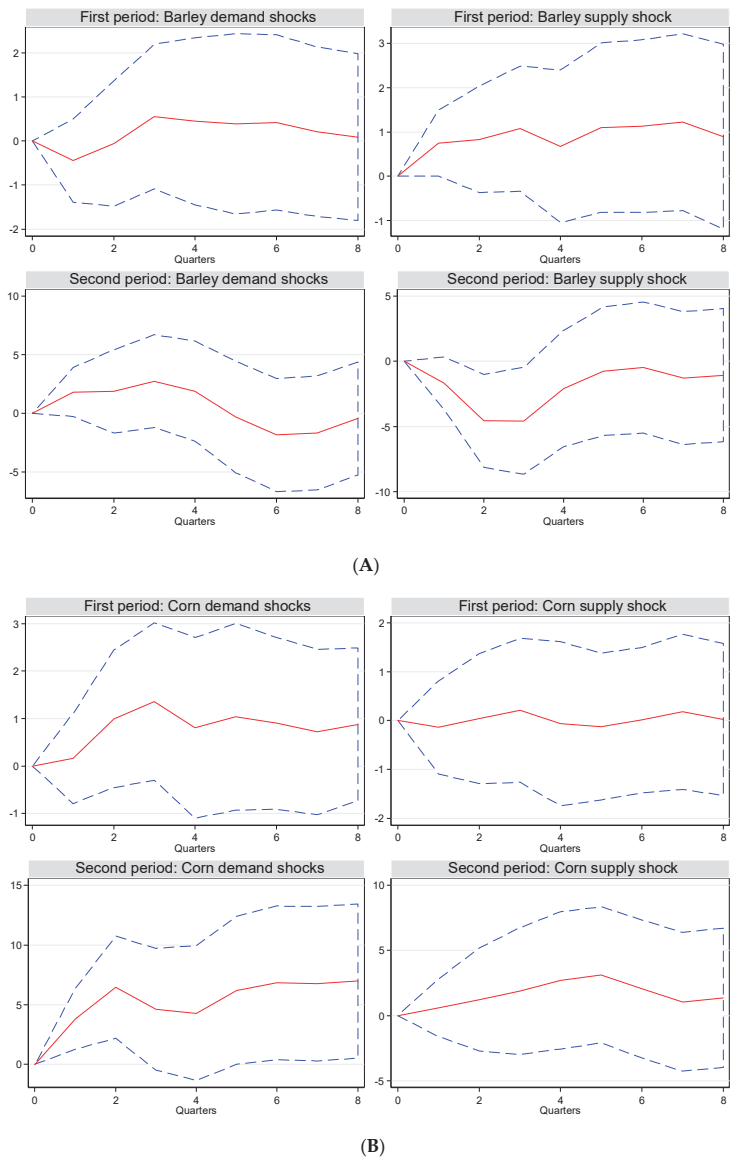 First period: Barley demand shocks
2
1
0
-1
-2
0 2 4 6 8
Quarters
First period: Barley supply shock
3
2
1
0
-1
0 2 4 6 8
Quarters
Second period: Barley demand shocks
10
5
0
-5
0 2 4 6 8
Quarters
Second period: Barley supply shock
5
0
-5
-10
0 2 4 6 8
Quarters
(A)
First period: Corn demand shocks
3
2
1
0
-1
0 2 4 6 8
Quarters
First period: Corn supply shock
2
1
0
-1
-2
0 2 4 6 8
Quarters
Second period: Corn demand shocks
15
10
5
0
0 2 4 6 8
Quarters
Second period: Corn supply shock
10
5
0
-5
0 2 4 6 8
Quarters
(B)